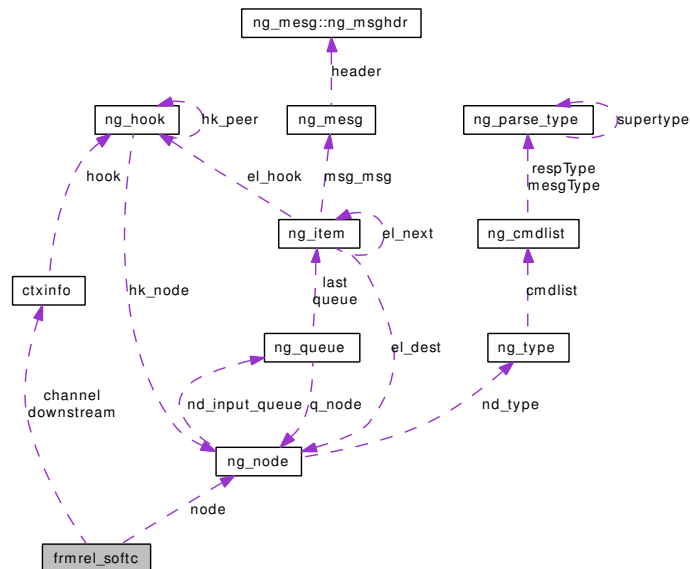 ng_mesg::ng_msghdr
header
ng_hook
hk_peer
ng_mesg
ng_parse_type
supertype
hook
el_hook
msg_msg
respType
mesgType
ng_item
el_next
ng_cmdlist
ctxinfo
hk_node
last
queue
cmdlist
ng_queue
el_dest
ng_type
channel
downstream
nd_input_queue
q_node
nd_type
ng_node
node
frmrel_softc